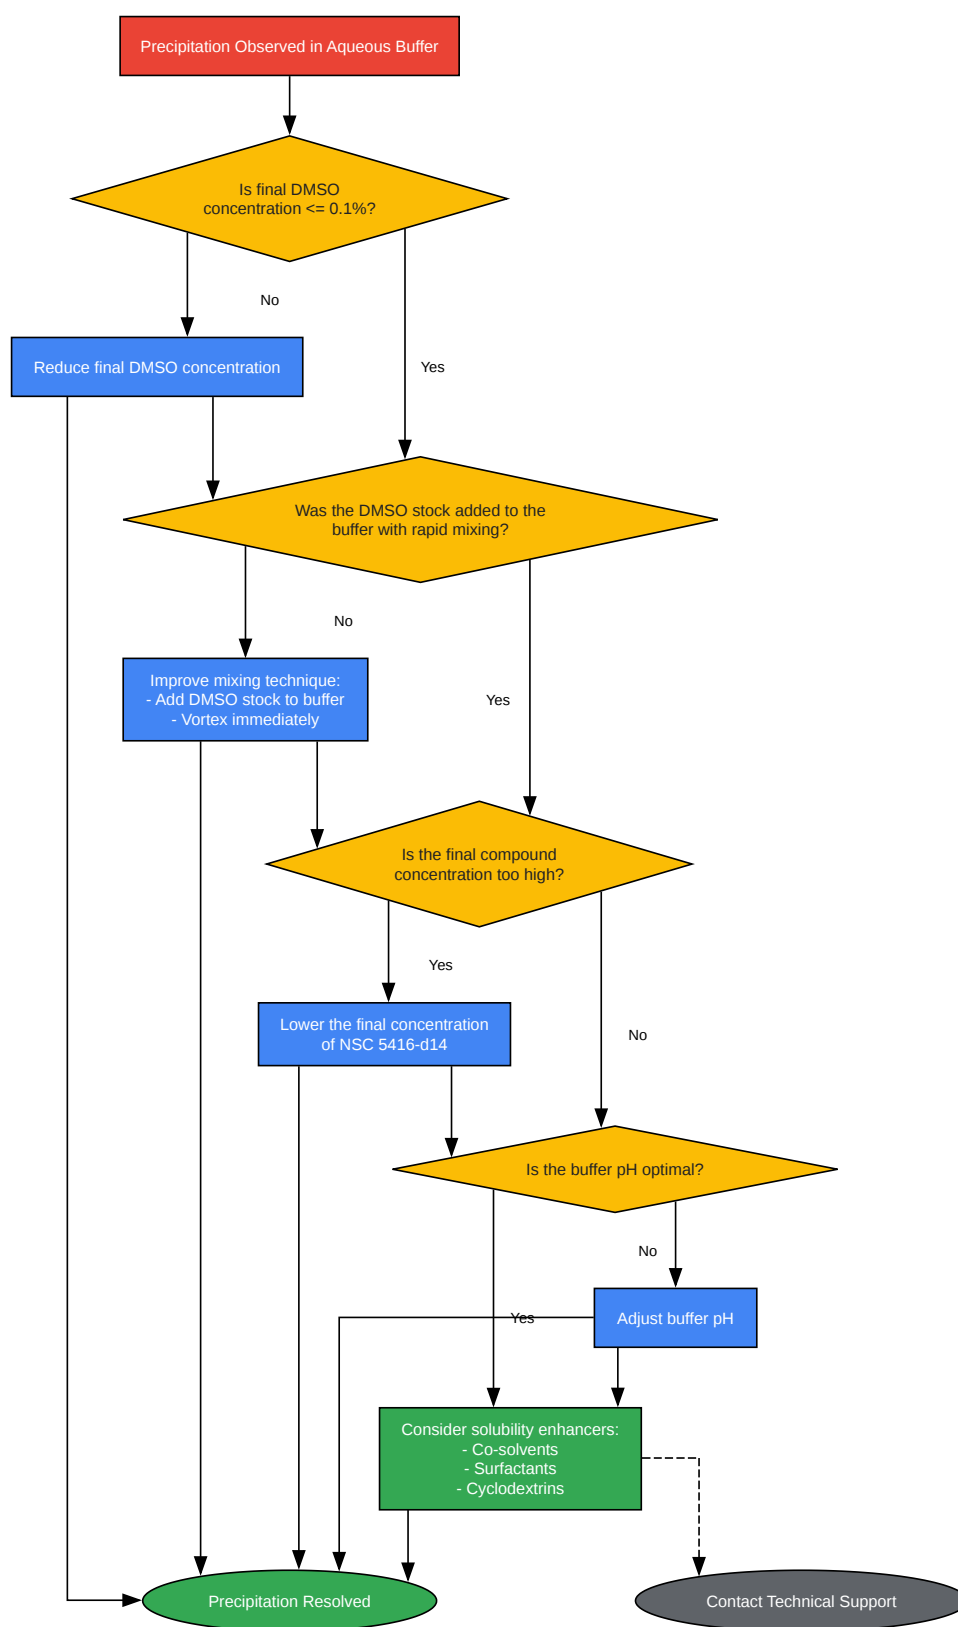 Precipitation Observed in Aqueous Buffer
Is final DMSO
concentration <= 0.1%?
No
Reduce final DMSO concentration
Yes
Was the DMSO stock added to the
buffer with rapid mixing?
No
Improve mixing technique:
- Add DMSO stock to buffer
- Vortex immediately
Yes
Is the final compound
concentration too high?
Yes
Lower the final concentration
of NSC 5416-d14
No
Is the buffer pH optimal?
No
Yes
Adjust buffer pH
Consider solubility enhancers:
- Co-solvents
- Surfactants
- Cyclodextrins
Precipitation Resolved
Contact Technical Support